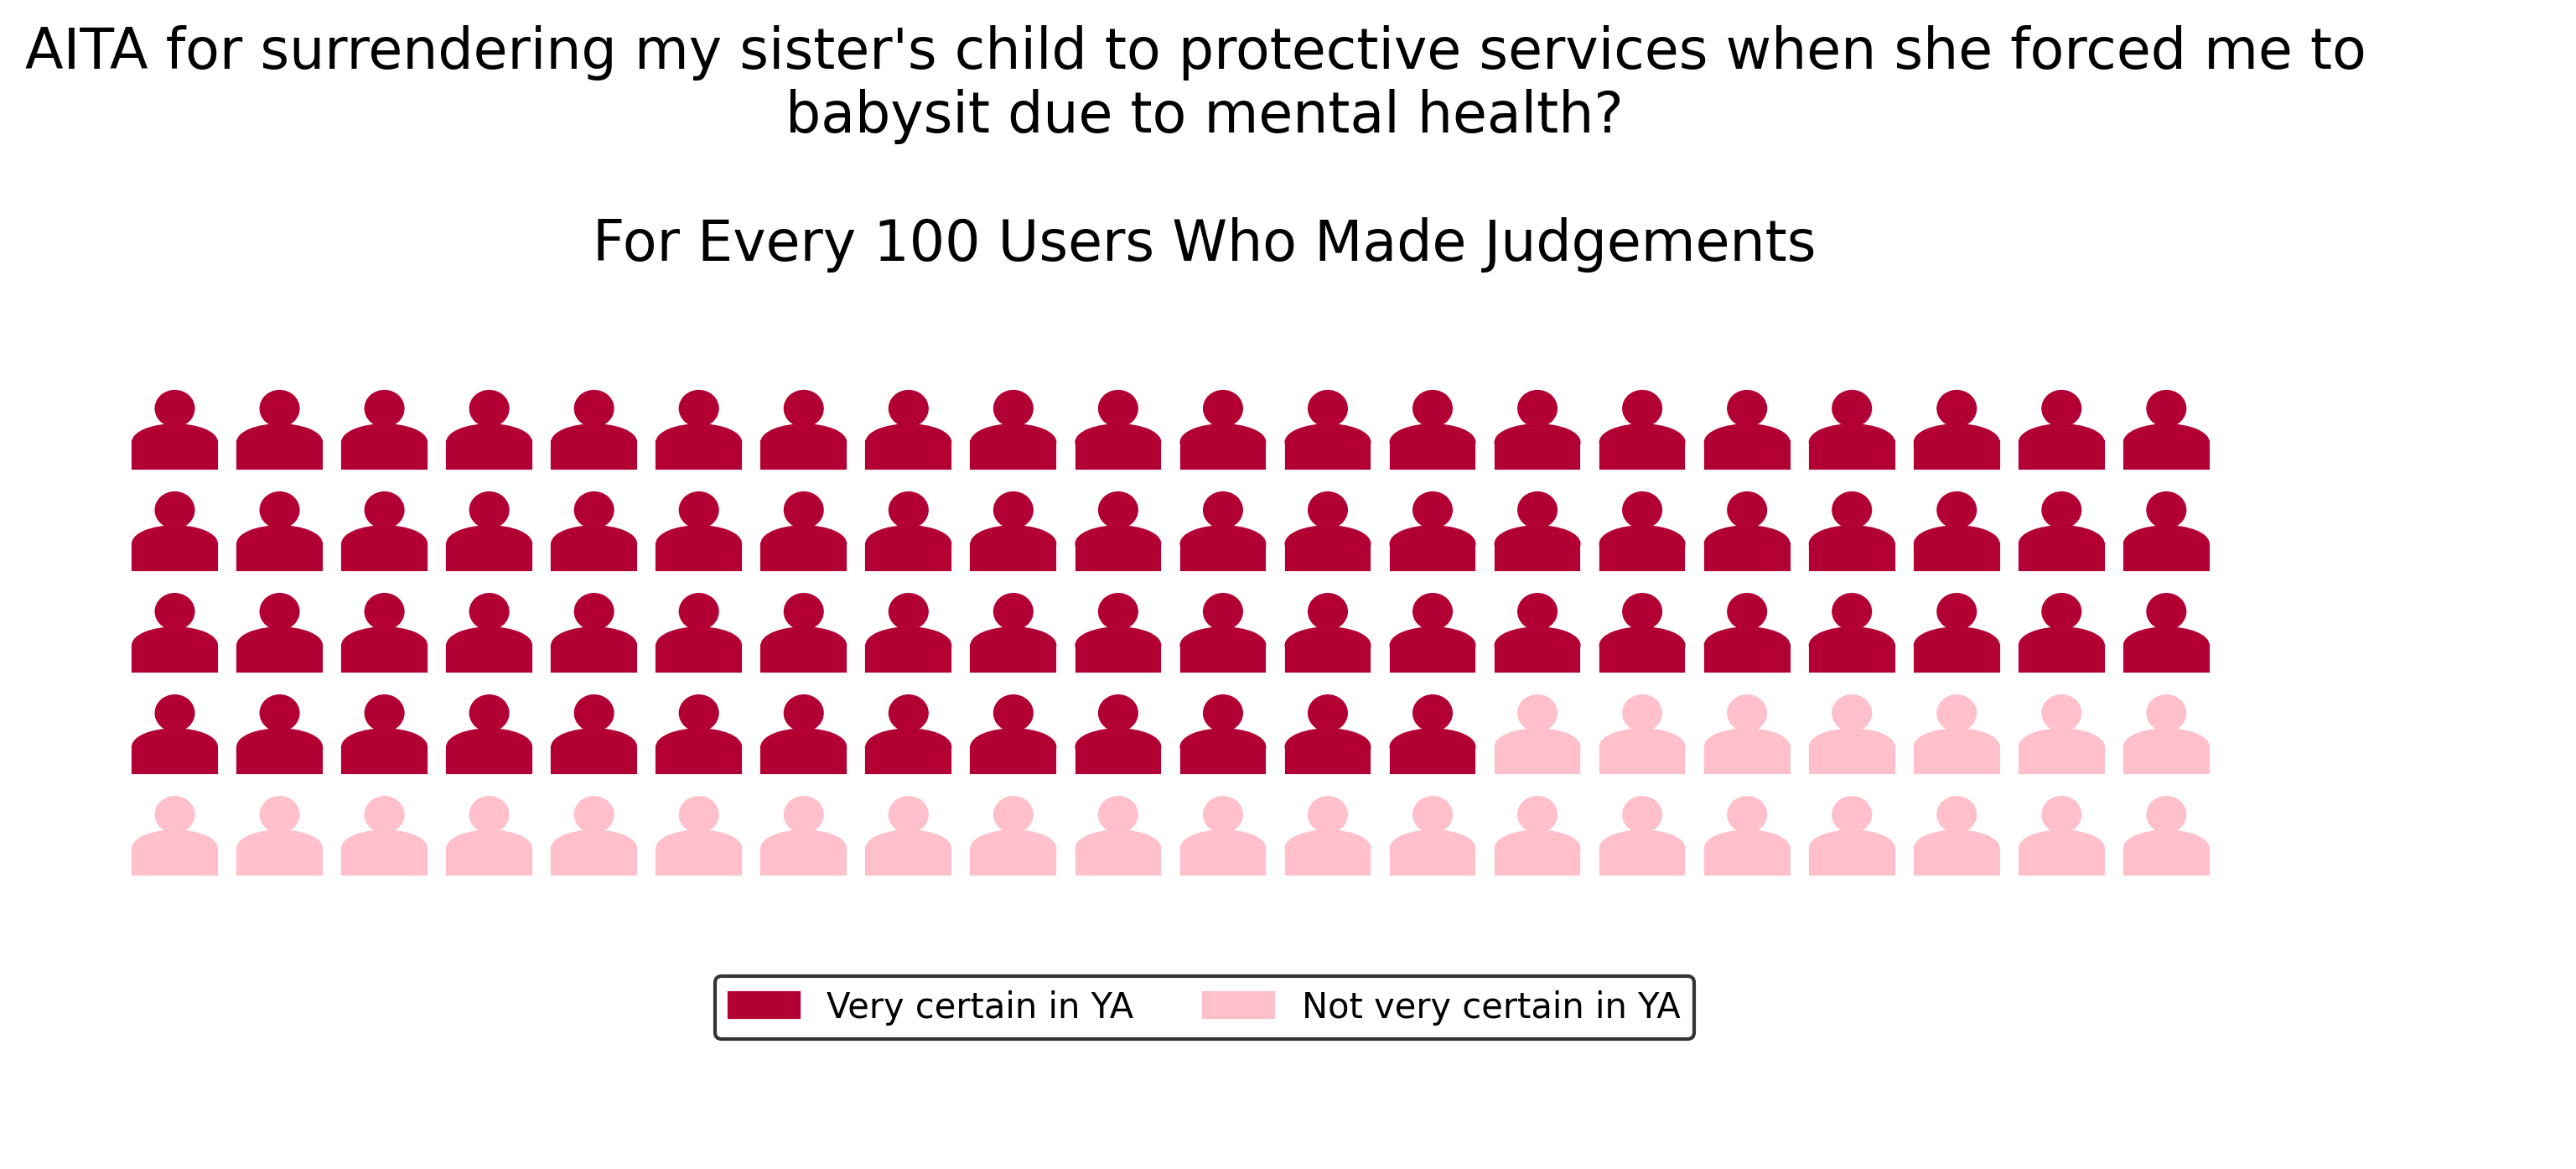 AITA for surrendering my sister's child to protective services when she forced me to
babysit due to mental health?
For Every 100 Users Who Made Judgements
Very certain in YA
Not very certain in YA